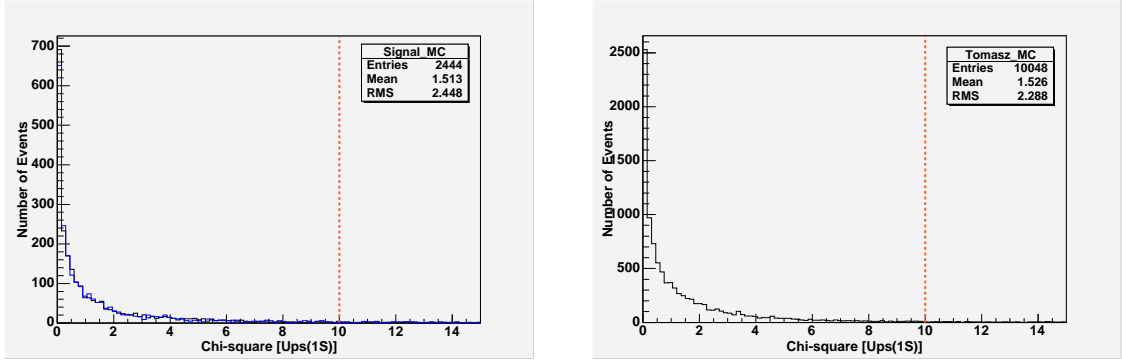 Signal_MC
Entries 2444
Mean 1.513
RMS 2.448
Number of Events
700
600
500
400
300
200
100
0
0 2 4 6 8 10 12 14
Chi-square [Ups(1S)]
Tomasz_MC
Entries 10048
Mean 1.526
RMS 2.288
Number of Events
2500
2000
1500
1000
500
0
0 2 4 6 8 10 12 14
Chi-square [Ups(1S)]